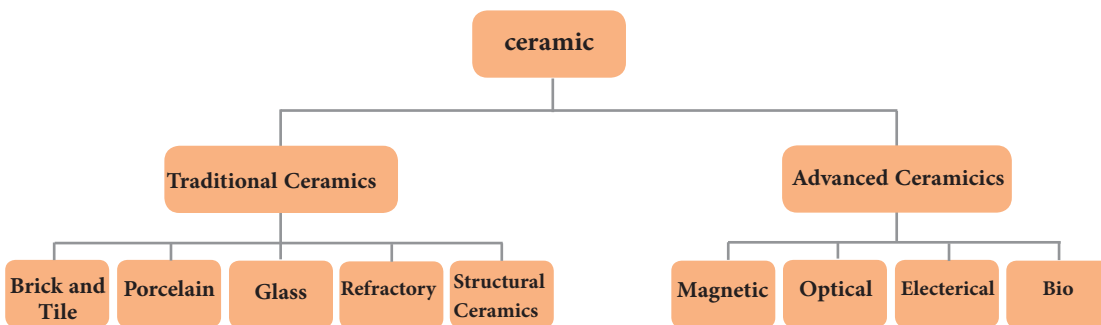 ceramic
Traditional Ceramics
Advanced Ceramicics
Brick and
Tile
Porcelain
Glass
Refractory
Structural
Ceramics
Magnetic
Optical
Electerical
Bio